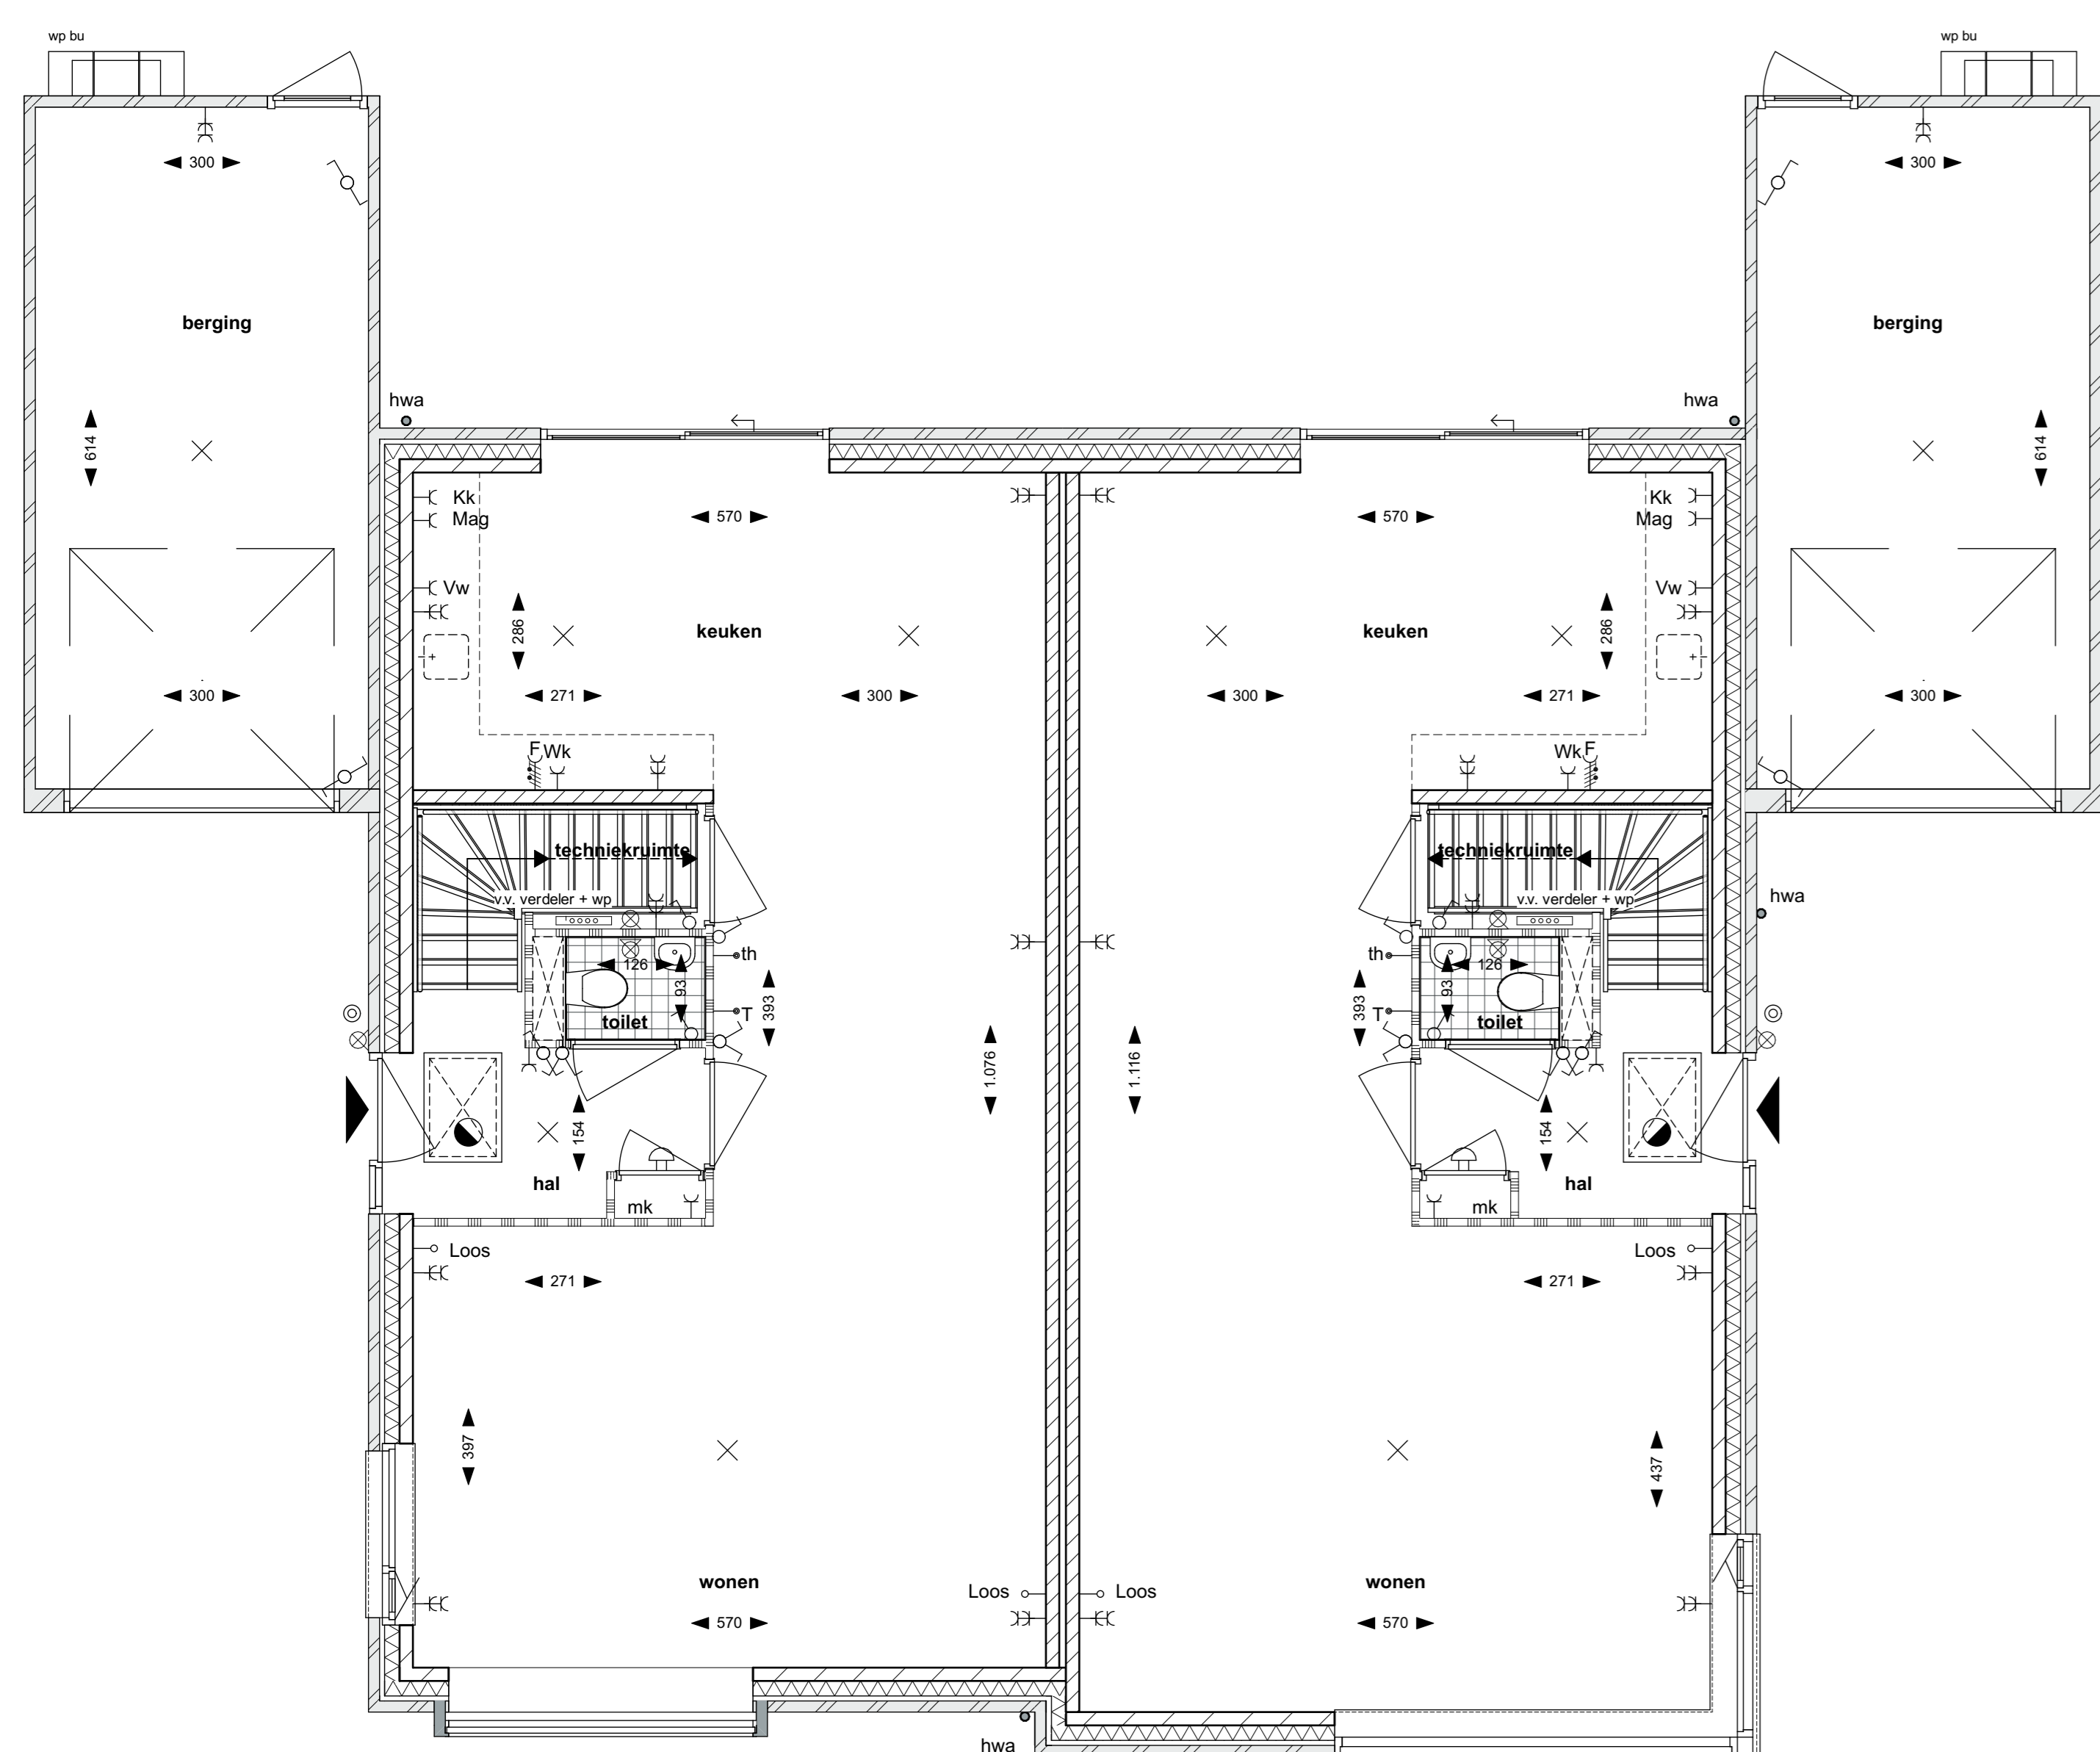 wp bu
wp bu
300
300
berging
berging
hwa
hwa
614
614
Kk
Mag
570
570
Kk
Mag
Vw
Vw
286
keuken
keuken
286
300
271
300
300
271
300
F Wk
Wk F
techniekruimte
techniekruimte
v.v. verdeler + wp
v.v. verdeler + wp
hwa
126
th
th
126
93
393
393
93
toilet
T
T
toilet
1.076
1.116
154
154
hal
hal
mk
mk
Loos
Loos
271
271
397
437
wonen
wonen
Loos
Loos
570
570
hwa